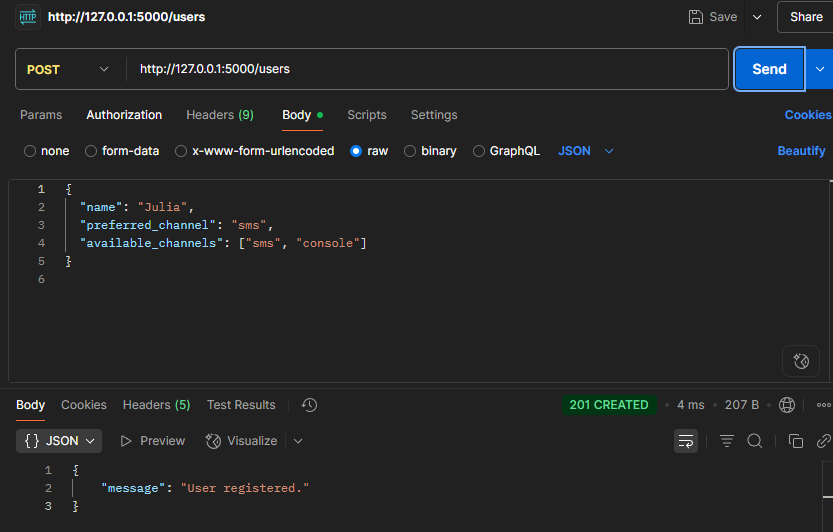 HTTP http://127.0.0.1:5000/users Save Share
POST http://127.0.0.1:5000/users Send
Params Authorization Headers (9) Body Scripts Settings Cookies
none form-data x-www-form-urlencoded raw binary GraphQL JSON Beautify
1 {
2 "name": "Julia",
3 "preferred_channel": "sms",
4 "available_channels": ["sms", "console"]
5 }
6
Body Cookies Headers (5) Test Results 201 CREATED • 4 ms • 207 B •
{} JSON Preview Visualize
1 {
2 "message": "User registered."
3 }